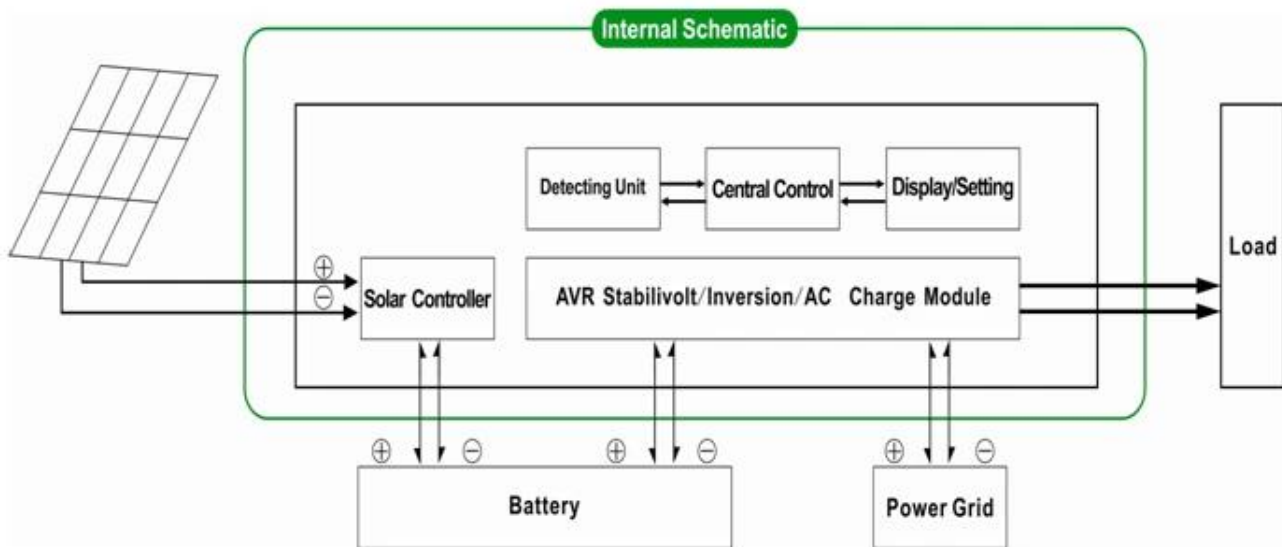 Internal Schematic
Detecting Unit
Central Control
Display/Setting
Load
⊕
⊖
Solar Controller
AVR Stabilivolt/Inversion/AC Charge Module
⊕ ⊖ ⊕ ⊖ ⊕ ⊖
Battery
Power Grid